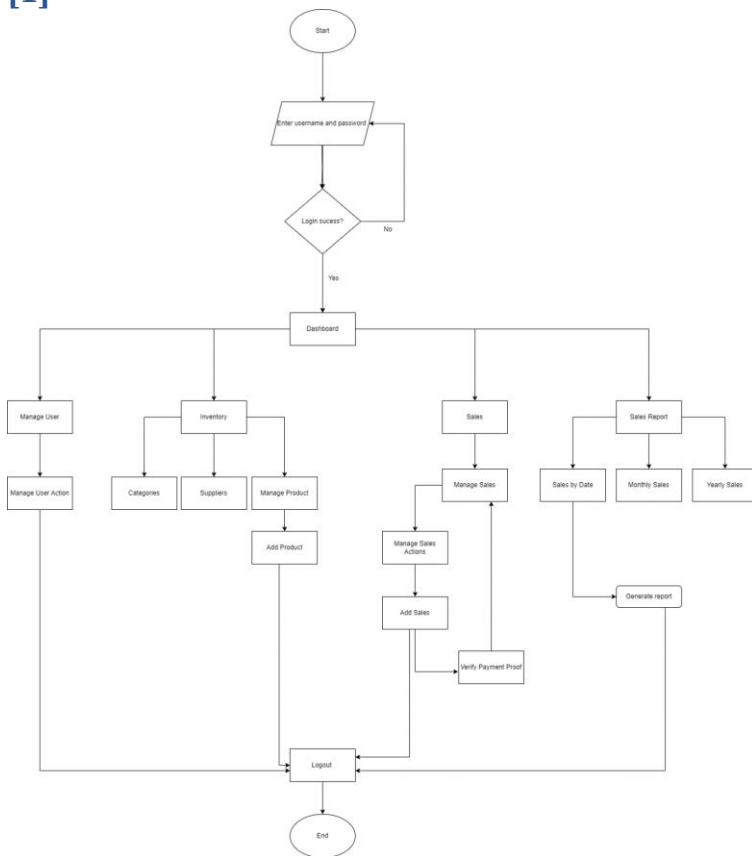 [1]
Start
Enter username and password
Login sucess?
No
Yes
Dashboard
Manage User
Inventory
Sales
Sales Report
Manage User Action
Categories
Suppliers
Manage Product
Manage Sales
Sales by Date
Monthly Sales
Yearly Sales
Add Product
Manage Sales
Actions
Add Sales
Generate report
Verify Payment Proof
Logout
End